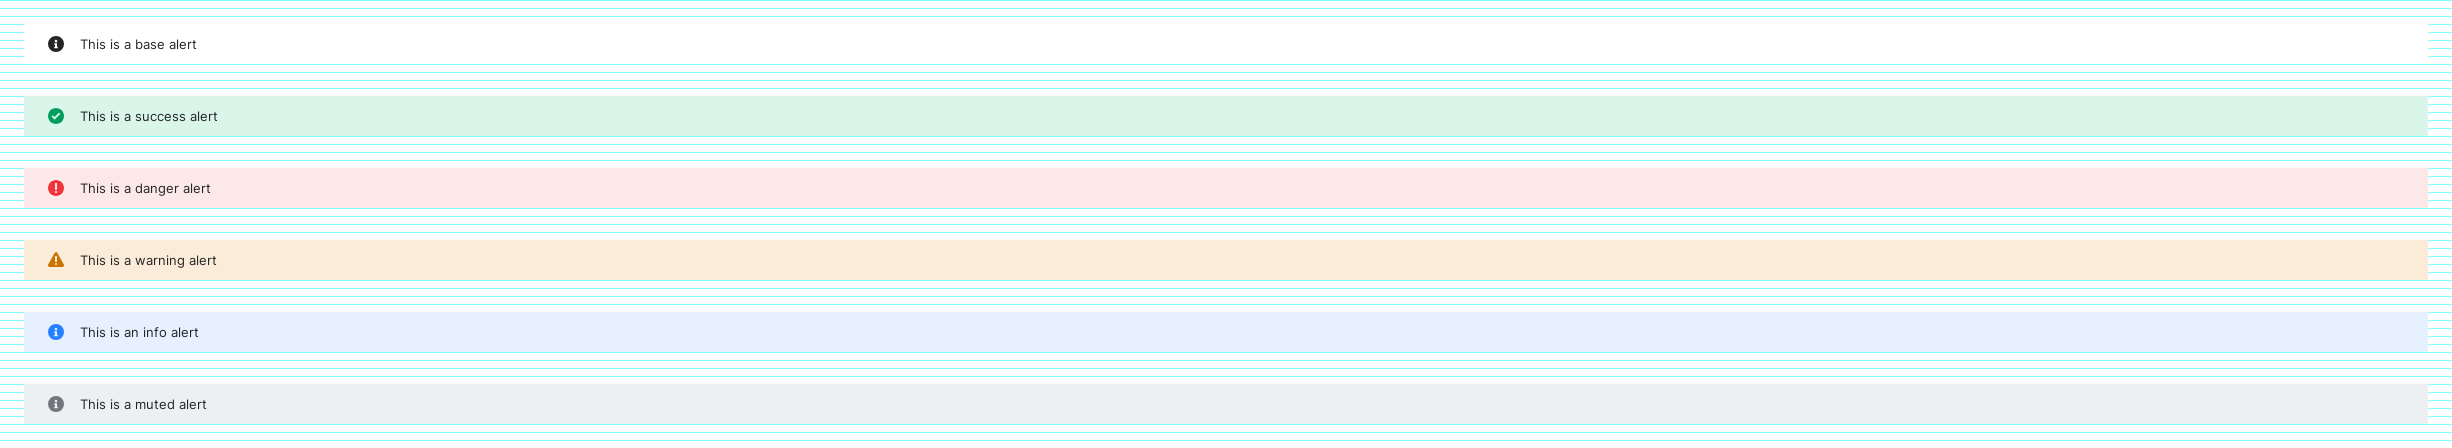 This is a base alert
This is a success alert
This is a danger alert
This is a warning alert
This is an info alert
This is a muted alert